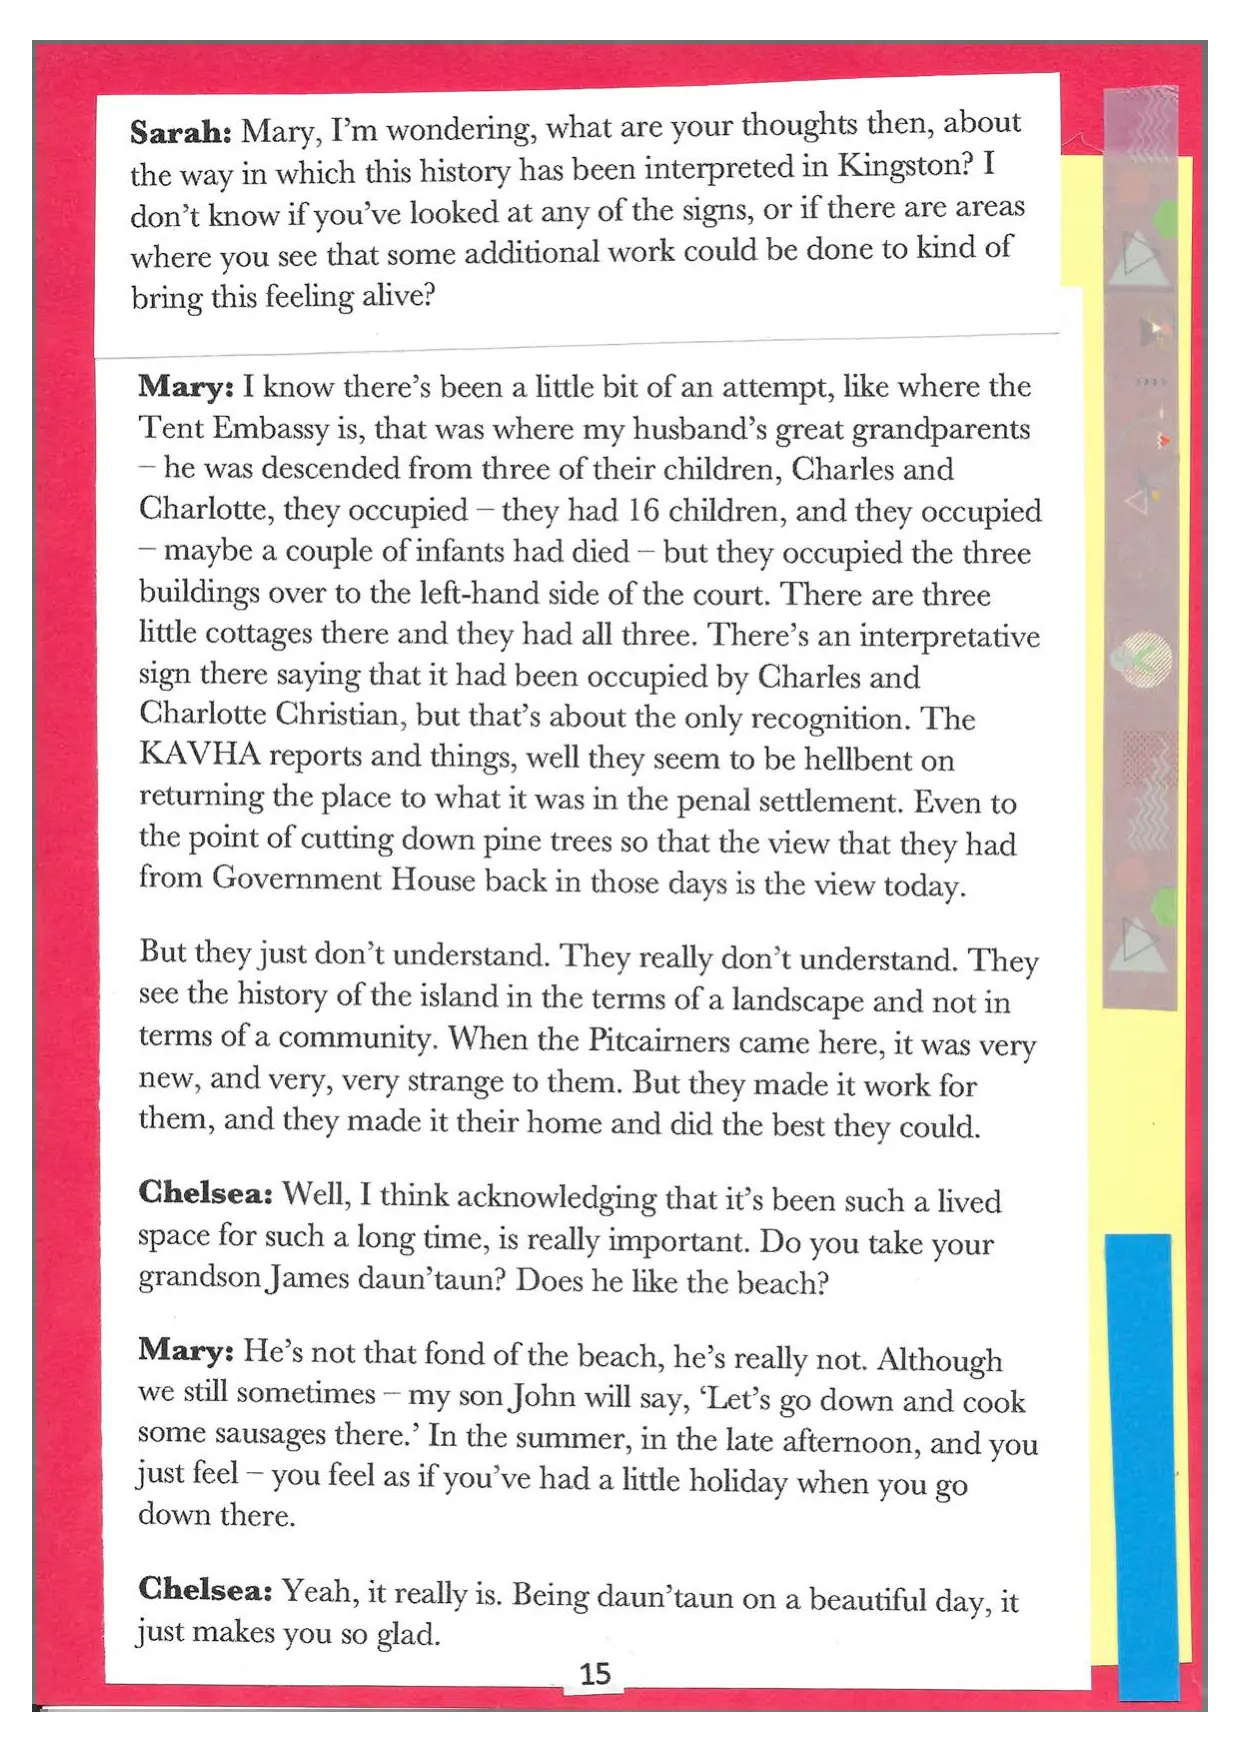 Sarah: Mary, I'm wondering, what are your thoughts then, about
the way in which this history has been interpreted in Kingston? I
don't know if you've looked at any of the signs, or if there are areas
where you see that some additional work could be done to kind of
bring this feeling alive?
Mary: I know there's been a little bit of an attempt, like where the
Tent Embassy is, that was where my husband's great grandparents
– he was descended from three of their children, Charles and
Charlotte, they occupied – they had 16 children, and they occupied
– maybe a couple of infants had died – but they occupied the three
buildings over to the left-hand side of the court. There are three
little cottages there and they had all three. There's an interpretative
sign there saying that it had been occupied by Charles and
Charlotte Christian, but that's about the only recognition. The
KAVHA reports and things, well they seem to be hellbent on
returning the place to what it was in the penal settlement. Even to
the point of cutting down pine trees so that the view that they had
from Government House back in those days is the view today.
But they just don't understand. They really don't understand. They
see the history of the island in the terms of a landscape and not in
terms of a community. When the Pitcairners came here, it was very
new, and very, very strange to them. But they made it work for
them, and they made it their home and did the best they could.
Chelsea: Well, I think acknowledging that it's been such a lived
space for such a long time, is really important. Do you take your
grandson James daun'taun? Does he like the beach?
Mary: He's not that fond of the beach, he's really not. Although
we still sometimes – my son John will say, 'Let's go down and cook
some sausages there.' In the summer, in the late afternoon, and you
just feel – you feel as if you've had a little holiday when you go
down there.
Chelsea: Yeah, it really is. Being daun'taun on a beautiful day, it
just makes you so glad.
15